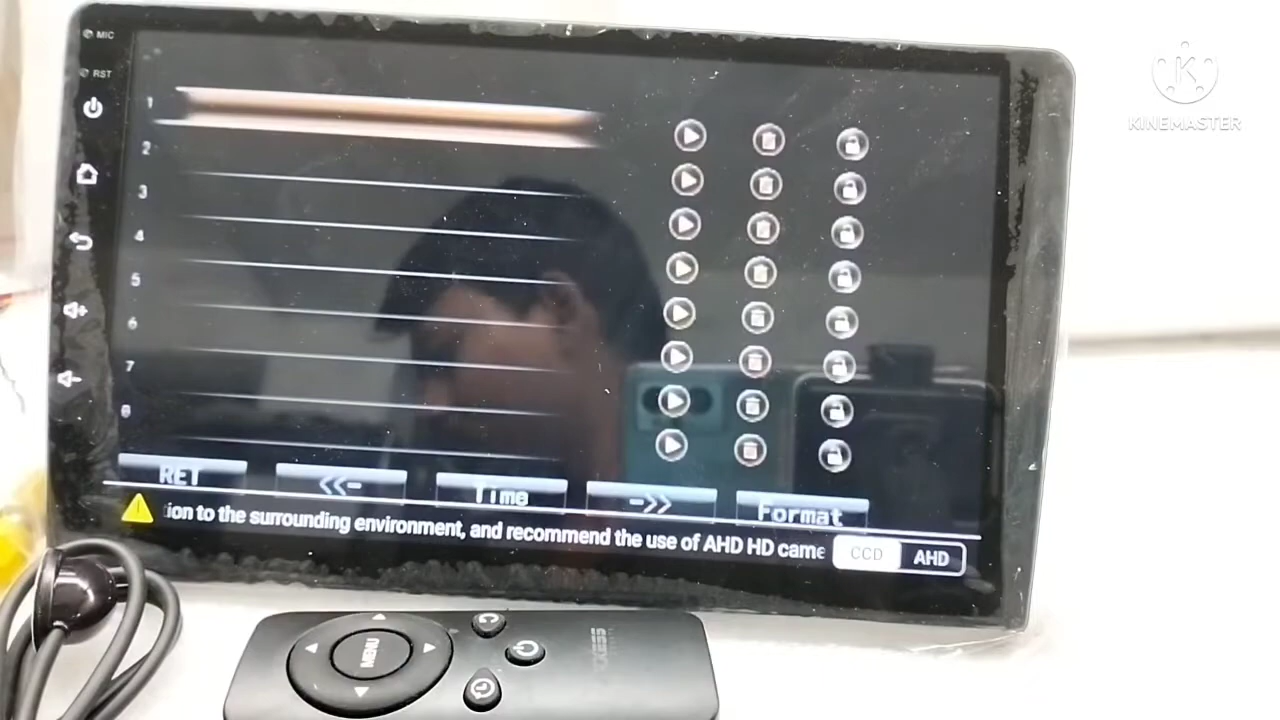 MIC
RST
1
2
3
4
5
6
7
8
RET
<<-
Time
->>
Format
ion to the surrounding environment, and recommend the use of AHD HD came
CCD
AHD
MENU
K
KINEMASTER